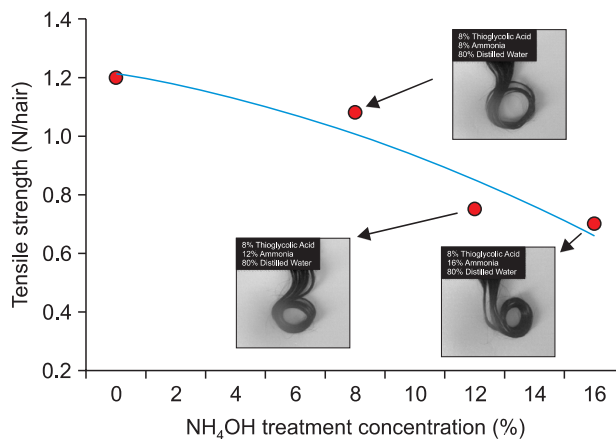 8% Thioglycolic Acid
8% Ammonia
80% Distilled Water
8% Thioglycolic Acid
12% Ammonia
80% Distilled Water
8% Thioglycolic Acid
16% Ammonia
80% Distilled Water
Tensile strength (N/hair)
1.4
1.2
1.0
0.8
0.6
0.4
0.2
0 2 4 6 8 10 12 14 16
NH₄OH treatment concentration (%)